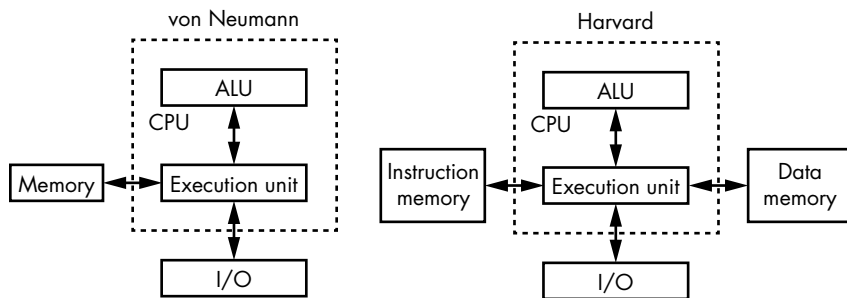 von Neumann
ALU
CPU
Memory
Execution unit
I/O
Harvard
ALU
CPU
Instruction
memory
Execution unit
Data
memory
I/O